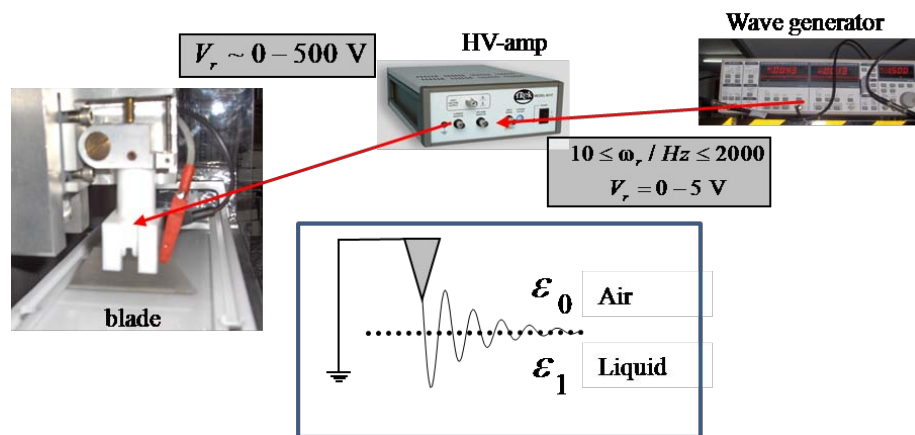 Wave generator
HV-amp
V_r ~ 0 – 500 V
TREK
10 ≤ ω_r / Hz ≤ 2000
V_r = 0 – 5 V
blade
ε_0 Air
ε_1 Liquid